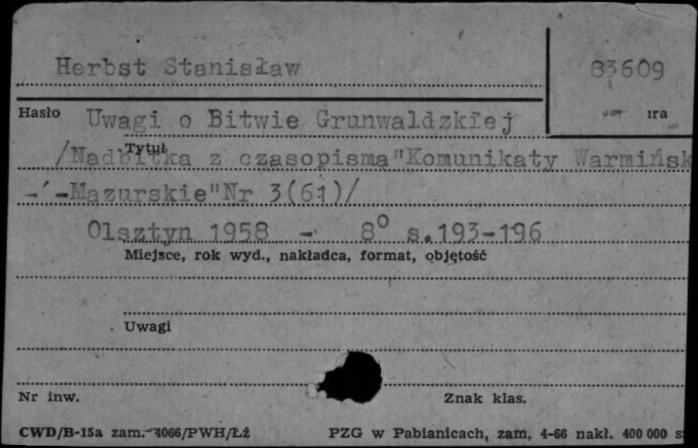 Herbst Stanisław
83609
ıra
Hasło
Uwagi o Bitwie Grunwaldzkiej
Tytuł
/Nadbitka z czasopisma"Komunikaty Warmińsk
-'-Mazurskie"Nr 3(61)/
Olsztyn 1958 - 8° s.193-196
Miejsce, rok wyd., nakładca, format, objętość
Uwagi
Nr inw.
Znak klas.
CWD/B-15a zam. 4066/PWH/Łź
PZG w Pabianicach, zam. 4-66 nakł. 400 000 s